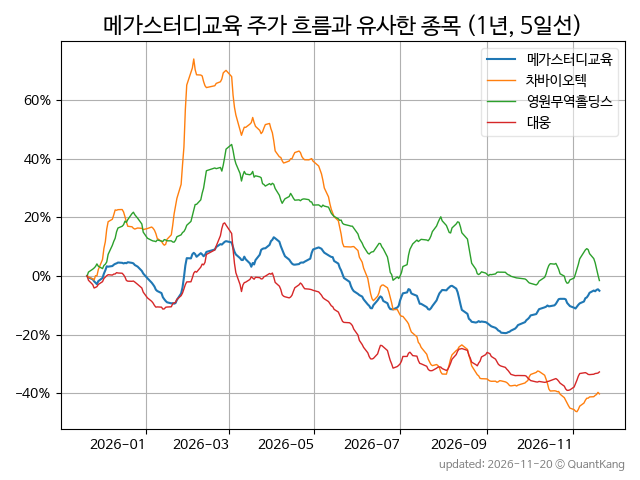 메가스터디교육 주가 흐름과 유사한 종목 (1년, 5일선)
메가스터디교육
차바이오텍
영원무역홀딩스
대웅
60%
40%
20%
0%
−20%
−40%
2026-01
2026-03
2026-05
2026-07
2026-09
2026-11
updated: 2026-11-20 © QuantKang